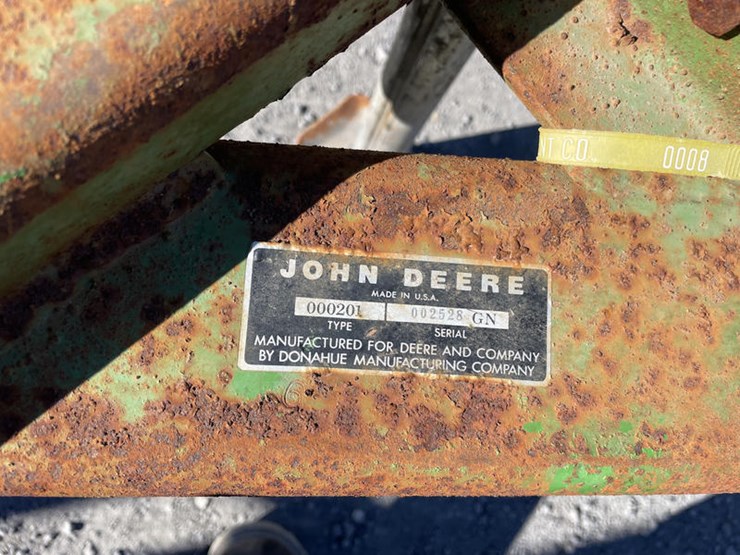 JOHN DEERE
MADE IN U.S.A.
000201 002528 GN
TYPE SERIAL
MANUFACTURED FOR DEERE AND COMPANY
BY DONAHUE MANUFACTURING COMPANY
CO. 0008